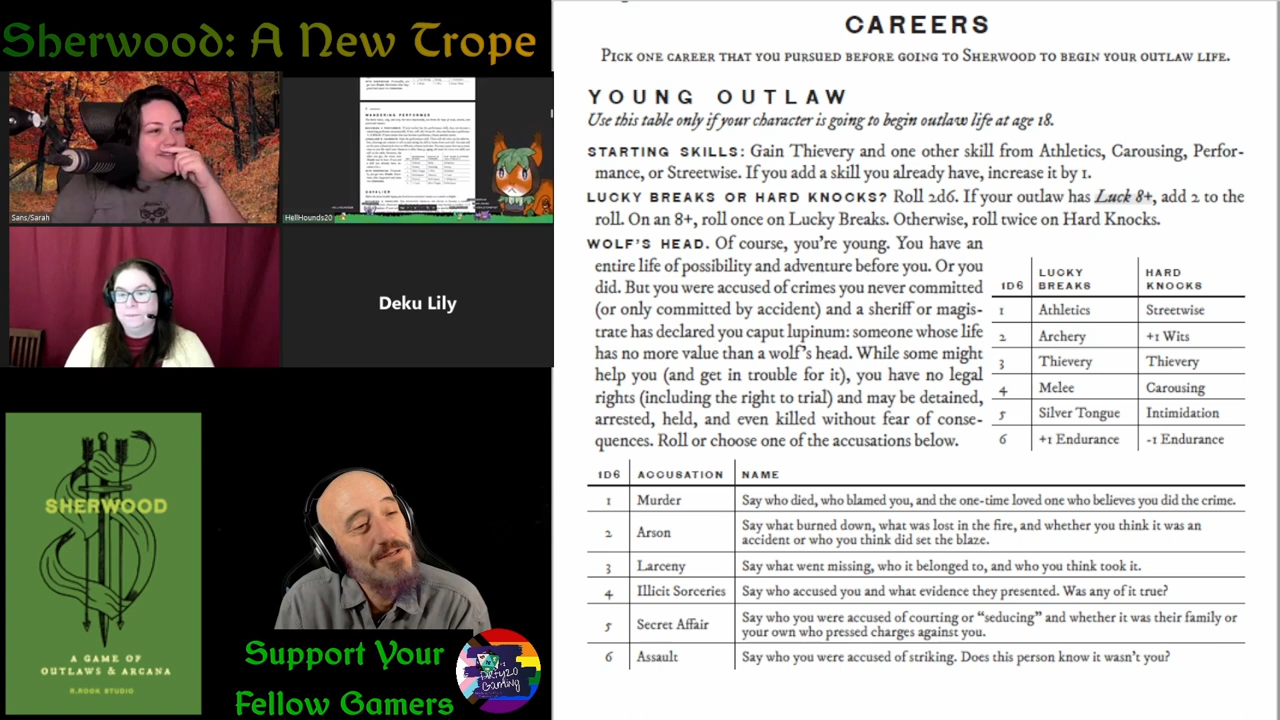 Sherwood: A New Trope
Sans/Sarah
WANDERING PERFORMER
CAVALIER
HellHounds20
Deku Lily
SHERWOOD
A GAME OF
OUTLAWS & ARCANA
R.ROOK STUDIO
Support Your
Fellow Gamers
Dirty20
Gaming
CAREERS
PICK ONE CAREER THAT YOU PURSUED BEFORE GOING TO SHERWOOD TO BEGIN YOUR OUTLAW LIFE.
YOUNG OUTLAW
Use this table only if your character is going to begin outlaw life at age 18.
STARTING SKILLS: Gain Thievery and one other skill from Athletics, Carousing, Perfor-
mance, or Streetwise. If you add a skill you already have, increase it by 1.
LUCKY BREAKS OR HARD KNOCKS: Roll 2d6. If your outlaw has Luck 1+, add 2 to the
roll. On an 8+, roll once on Lucky Breaks. Otherwise, roll twice on Hard Knocks.
WOLF'S HEAD. Of course, you're young. You have an
entire life of possibility and adventure before you. Or you
did. But you were accused of crimes you never committed
(or only committed by accident) and a sheriff or magis-
trate has declared you caput lupinum: someone whose life
has no more value than a wolf's head. While some might
help you (and get in trouble for it), you have no legal
rights (including the right to trial) and may be detained,
arrested, held, and even killed without fear of conse-
quences. Roll or choose one of the accusations below.
1D6 LUCKY BREAKS HARD KNOCKS
1 Athletics Streetwise
2 Archery +1 Wits
3 Thievery Thievery
4 Melee Carousing
5 Silver Tongue Intimidation
6 +1 Endurance -1 Endurance
1D6 ACCUSATION NAME
1 Murder Say who died, who blamed you, and the one-time loved one who believes you did the crime.
2 Arson Say what burned down, what was lost in the fire, and whether you think it was an
accident or who you think did set the blaze.
3 Larceny Say what went missing, who it belonged to, and who you think took it.
4 Illicit Sorceries Say who accused you and what evidence they presented. Was any of it true?
5 Secret Affair Say who you were accused of courting or “seducing” and whether it was their family or
your own who pressed charges against you.
6 Assault Say who you were accused of striking. Does this person know it wasn't you?